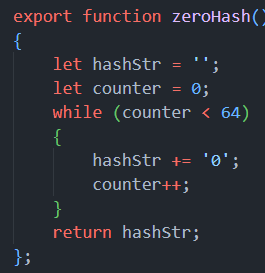 export function zeroHash()
{
    let hashStr = '';
    let counter = 0;
    while (counter < 64)
    {
        hashStr += '0';
        counter++;
    }
    return hashStr;
};